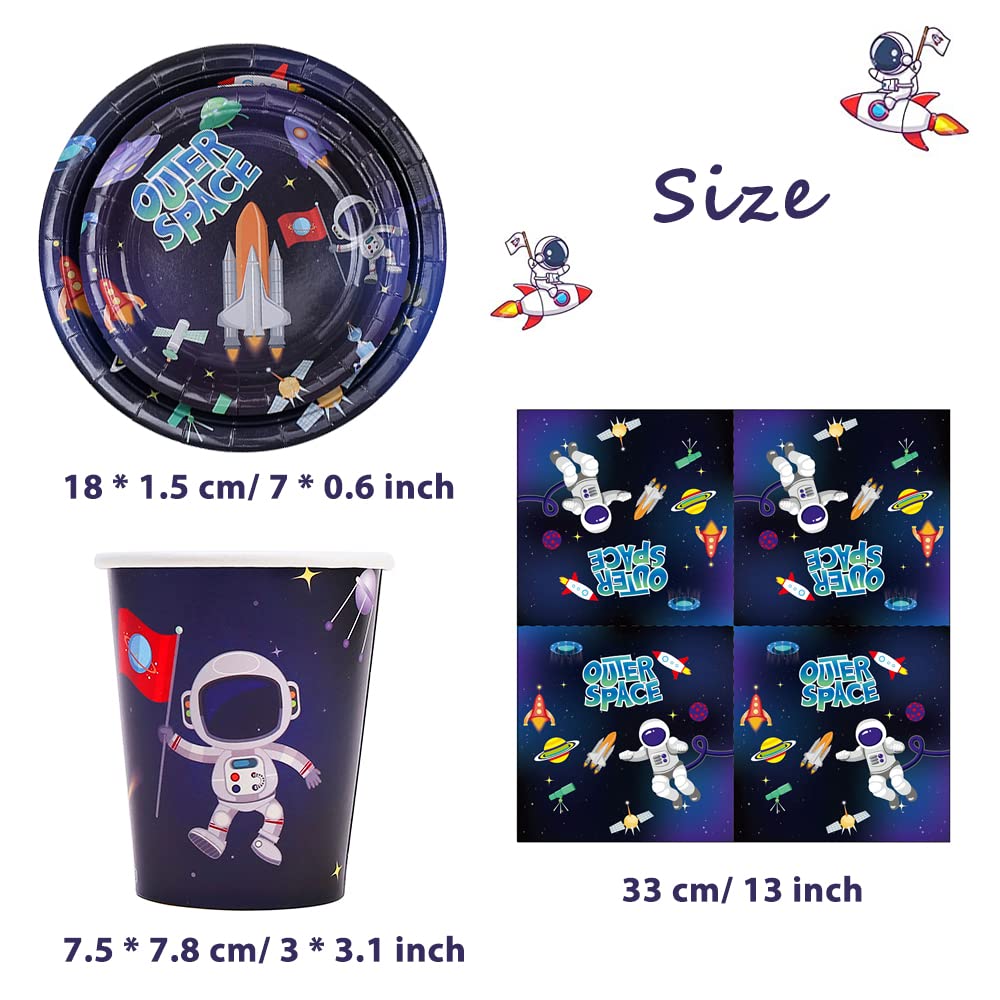 Size
OUTER
SPACE
18 * 1.5 cm/ 7 * 0.6 inch
OUTER
SPACE
OUTER
SPACE
OUTER
SPACE
OUTER
SPACE
33 cm/ 13 inch
7.5 * 7.8 cm/ 3 * 3.1 inch